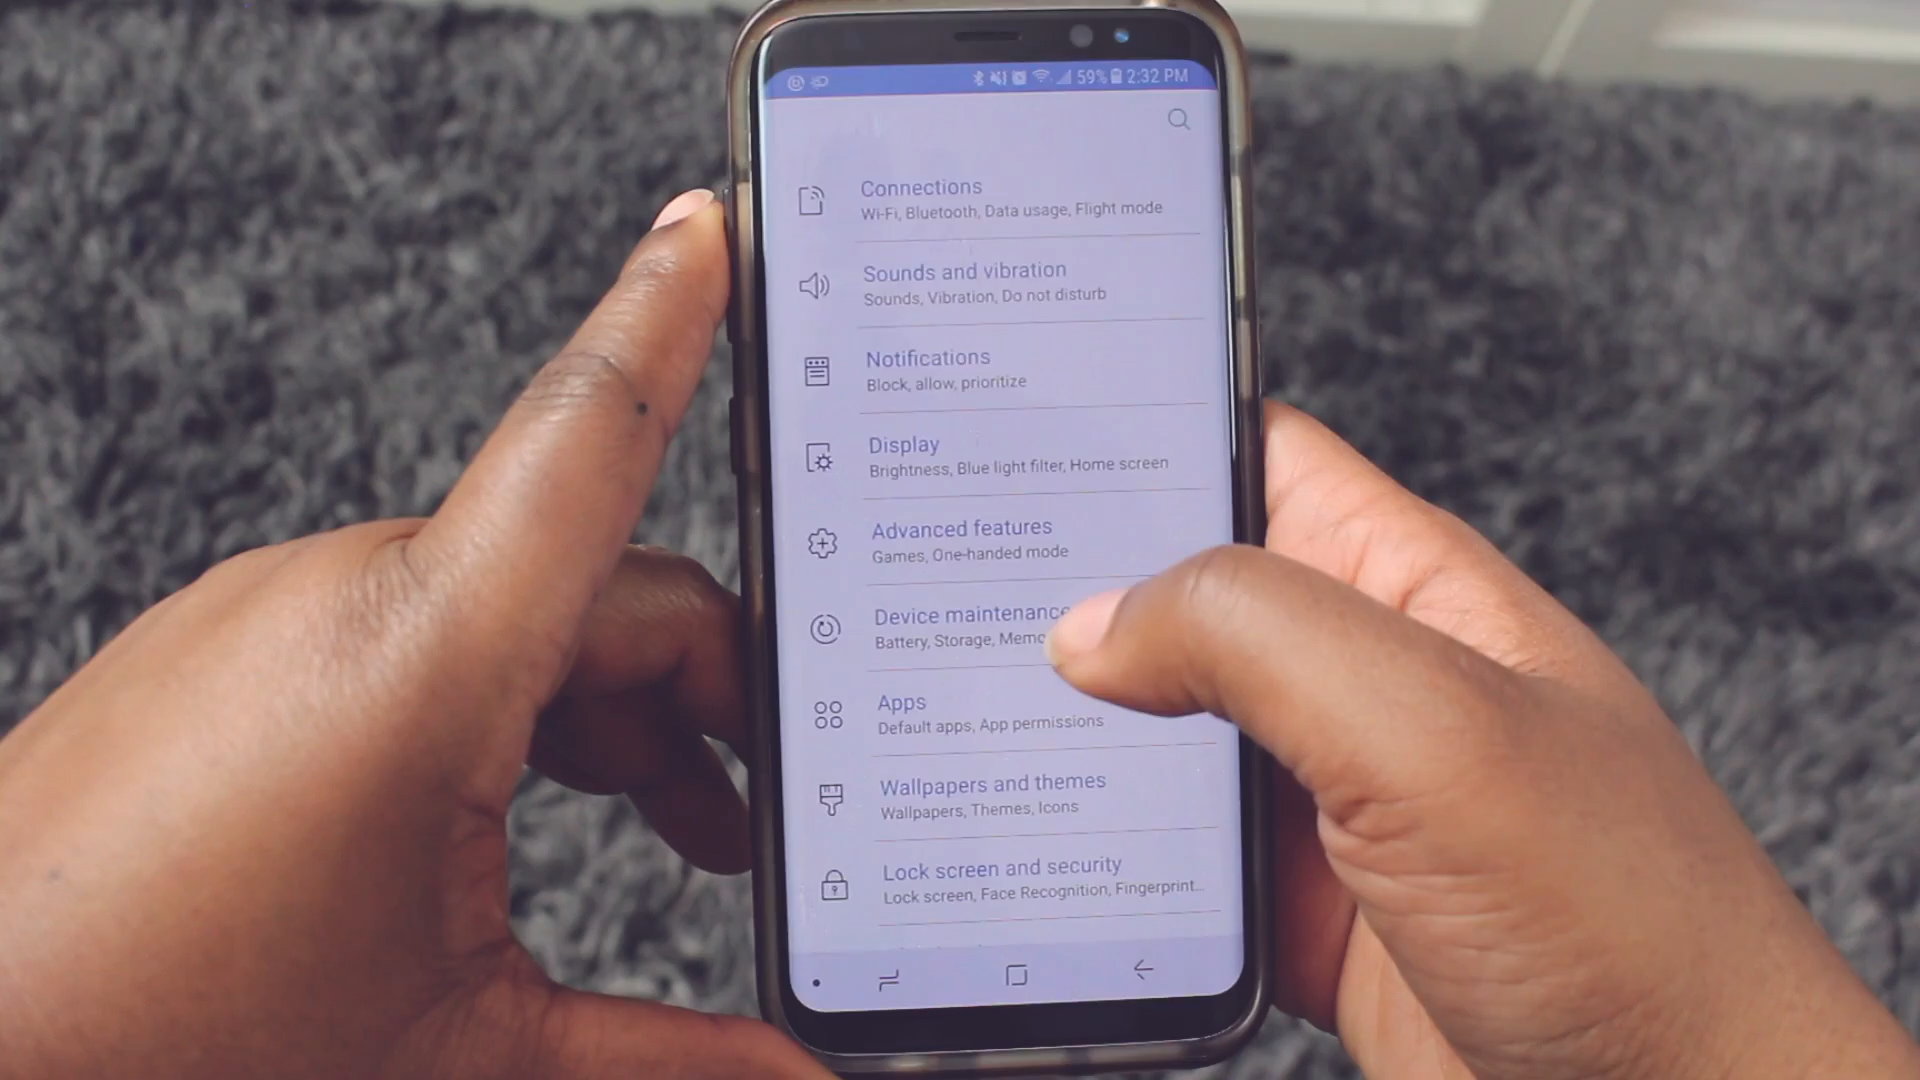 59% 2:32 PM
Connections
Wi-Fi, Bluetooth, Data usage, Flight mode
Sounds and vibration
Sounds, Vibration, Do not disturb
Notifications
Block, allow, prioritize
Display
Brightness, Blue light filter, Home screen
Advanced features
Games, One-handed mode
Device maintenance
Battery, Storage, Memo
Apps
Default apps, App permissions
Wallpapers and themes
Wallpapers, Themes, Icons
Lock screen and security
Lock screen, Face Recognition, Fingerprint...